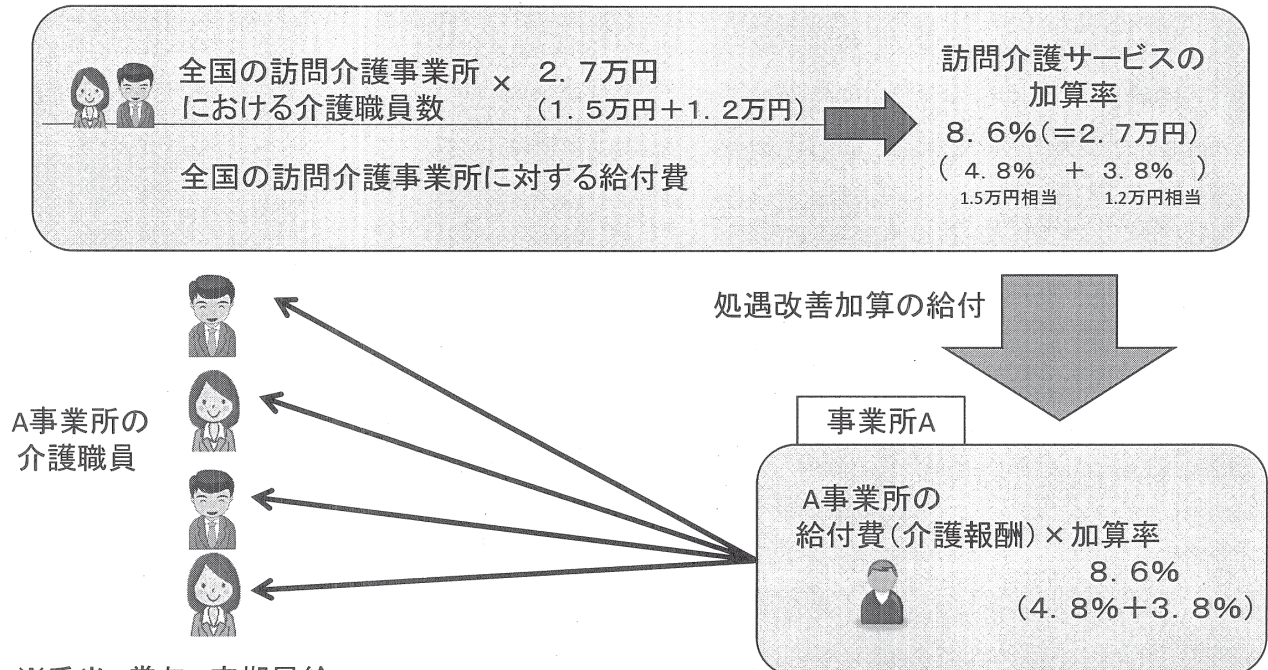 全国の訪問介護事業所 × 2.7万円
における介護職員数 (1.5万円+1.2万円)
全国の訪問介護事業所に対する給付費
訪問介護サービスの
加算率
8.6%(=2.7万円)
( 4.8% + 3.8% )
1.5万円相当 1.2万円相当
処遇改善加算の給付
A事業所の
介護職員
事業所A
A事業所の
給付費(介護報酬)×加算率
8.6%
(4.8%+3.8%)